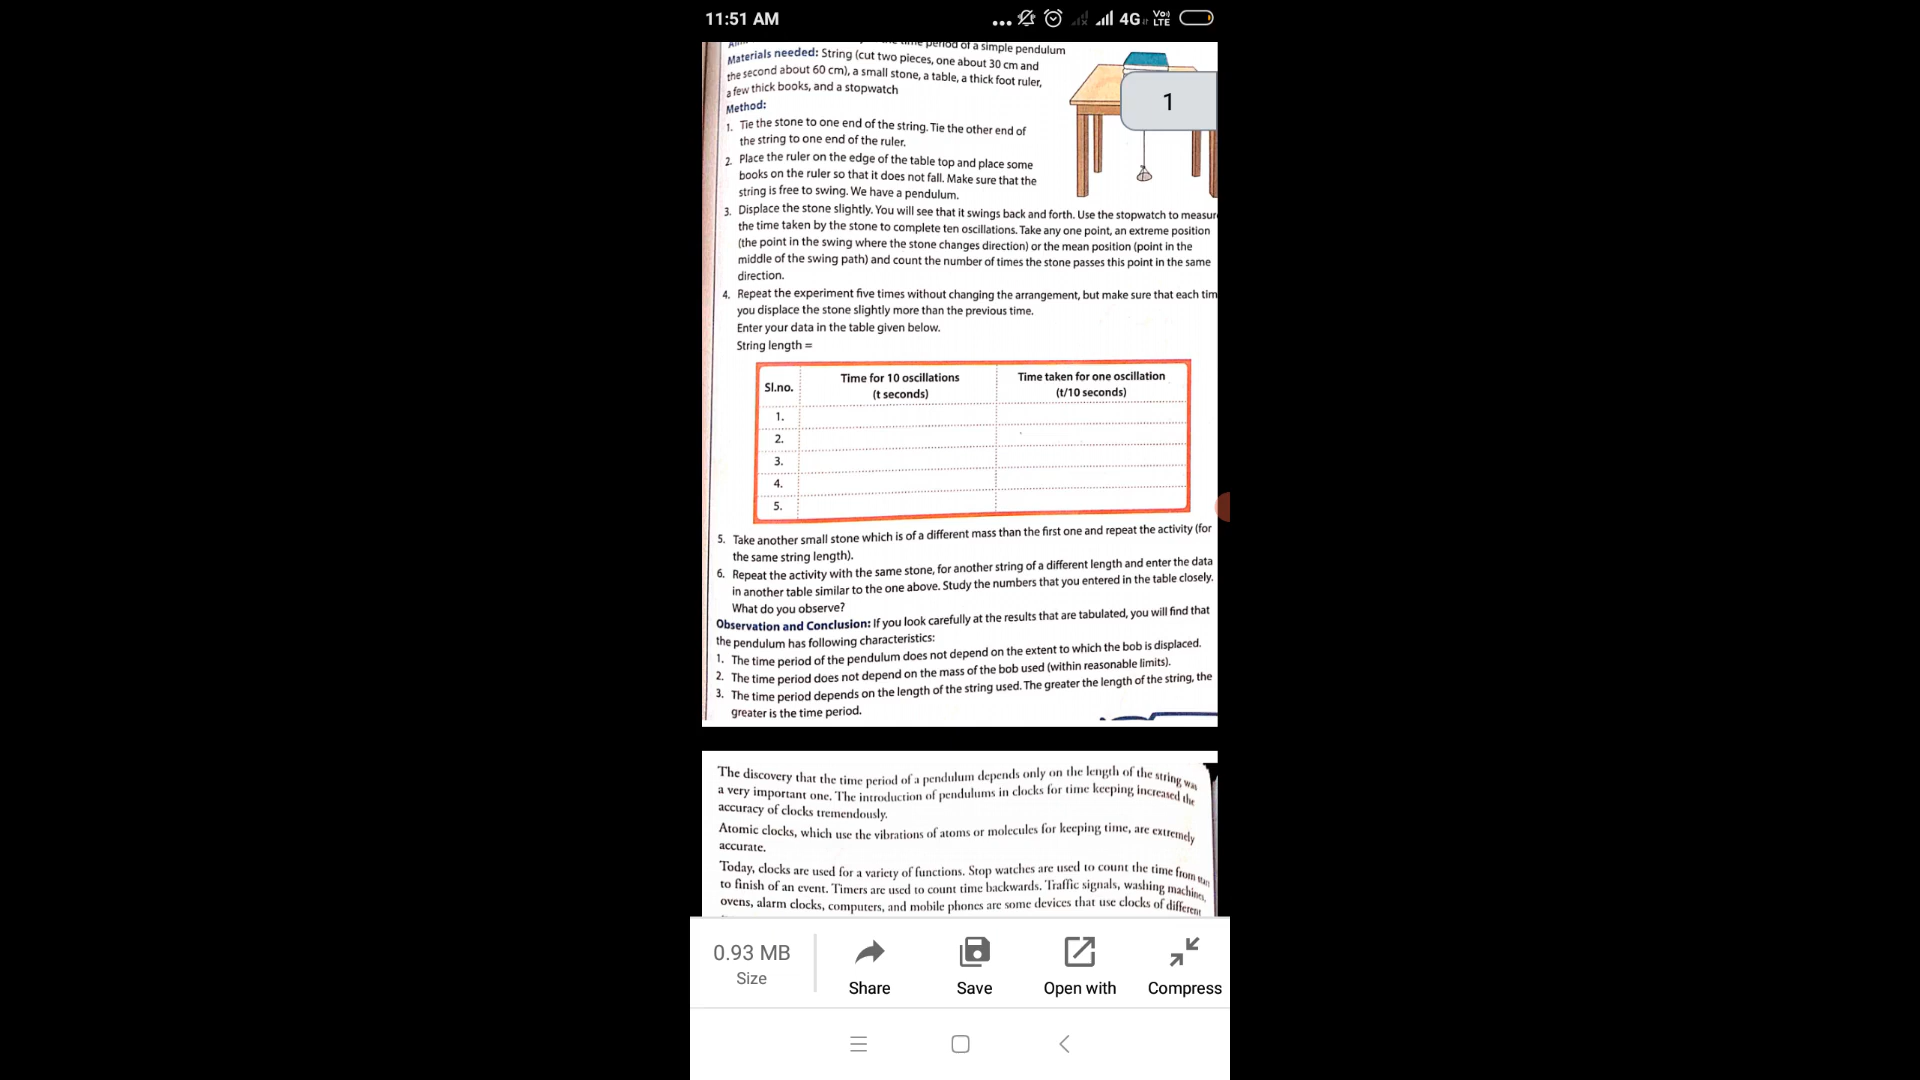 11:51 AM
4G
Vo)
LTE
time period of a simple pendulum
Materials needed: String (cut two pieces, one about 30 cm and
the second about 60 cm), a small stone, a table, a thick foot ruler,
a few thick books, and a stopwatch
1
Method:
1. Tie the stone to one end of the string. Tie the other end of
the string to one end of the ruler.
2. Place the ruler on the edge of the table top and place some
books on the ruler so that it does not fall. Make sure that the
string is free to swing. We have a pendulum.
3. Displace the stone slightly. You will see that it swings back and forth. Use the stopwatch to measur
the time taken by the stone to complete ten oscillations. Take any one point, an extreme position
(the point in the swing where the stone changes direction) or the mean position (point in the
middle of the swing path) and count the number of times the stone passes this point in the same
direction.
4. Repeat the experiment five times without changing the arrangement, but make sure that each tim
you displace the stone slightly more than the previous time.
Enter your data in the table given below.
String length =
Sl.no. Time for 10 oscillations Time taken for one oscillation
(t seconds) (t/10 seconds)
1.
2.
3.
4.
5.
5. Take another small stone which is of a different mass than the first one and repeat the activity (for
the same string length).
6. Repeat the activity with the same stone, for another string of a different length and enter the data
in another table similar to the one above. Study the numbers that you entered in the table closely.
What do you observe?
Observation and Conclusion: If you look carefully at the results that are tabulated, you will find that
the pendulum has following characteristics:
1. The time period of the pendulum does not depend on the extent to which the bob is displaced.
2. The time period does not depend on the mass of the bob used (within reasonable limits).
3. The time period depends on the length of the string used. The greater the length of the string, the
greater is the time period.
The discovery that the time period of a pendulum depends only on the length of the string was
a very important one. The introduction of pendulums in clocks for time keeping increased the
accuracy of clocks tremendously.
Atomic clocks, which use the vibrations of atoms or molecules for keeping time, are extremely
accurate.
Today, clocks are used for a variety of functions. Stop watches are used to count the time from start
to finish of an event. Timers are used to count time backwards. Traffic signals, washing machines,
ovens, alarm clocks, computers, and mobile phones are some devices that use clocks of different
0.93 MB
Size
Share
Save
Open with
Compress